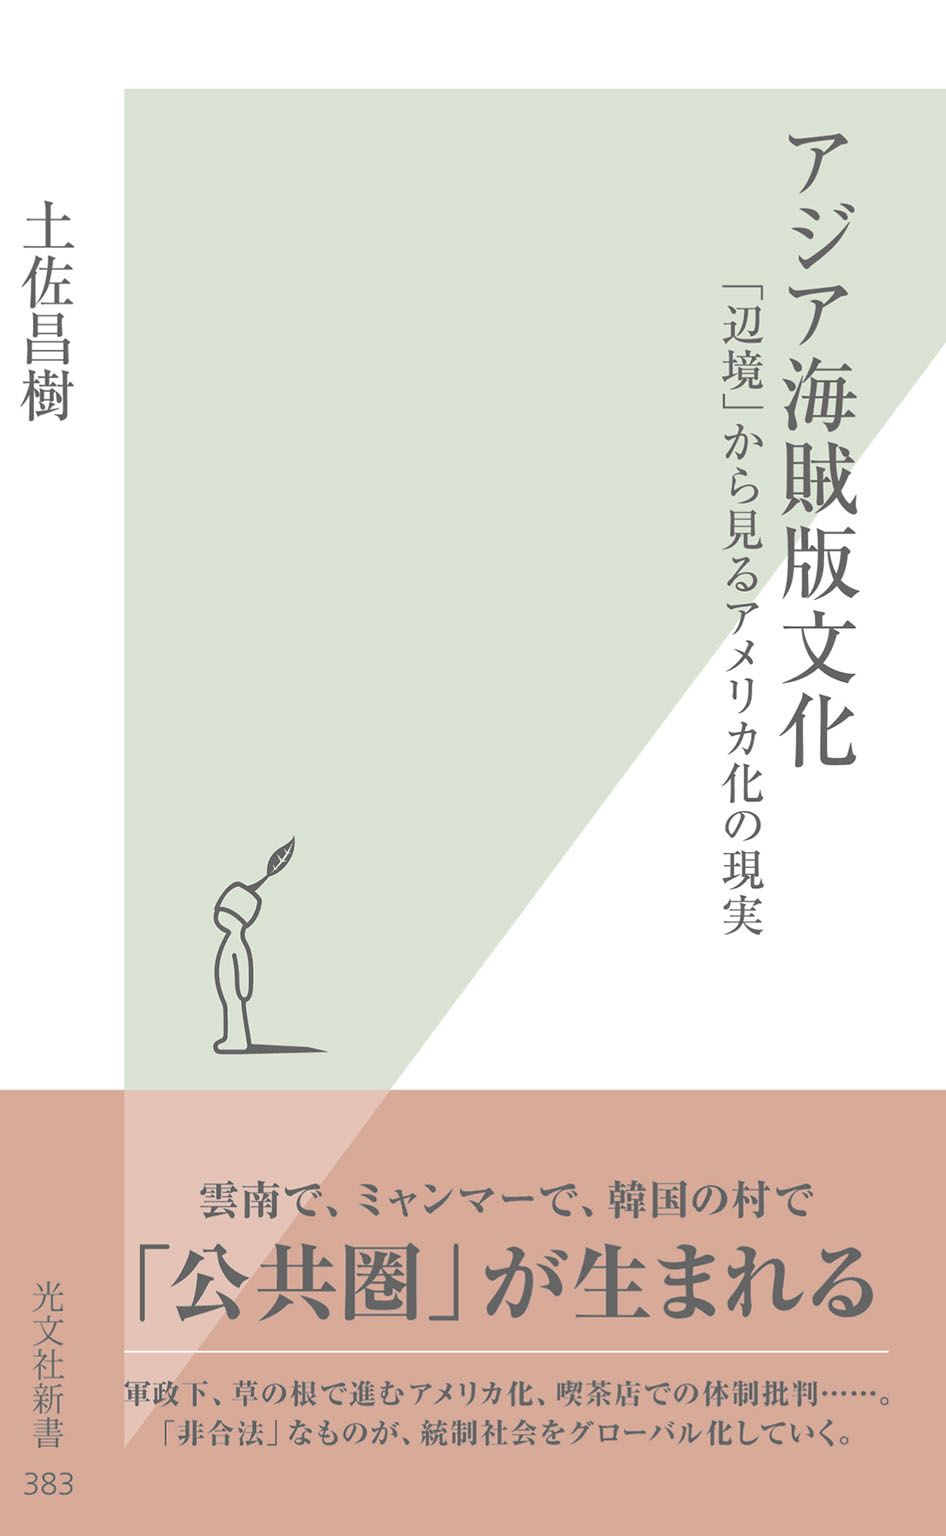 アジア海賊版文化
「辺境」から見るアメリカ化の現実
土佐昌樹
雲南で、ミャンマーで、韓国の村で
「公共圏」が生まれる
軍政下、草の根で進むアメリカ化、喫茶店での体制批判……。
「非合法」なものが、統制社会をグローバル化していく。
光文社新書
383